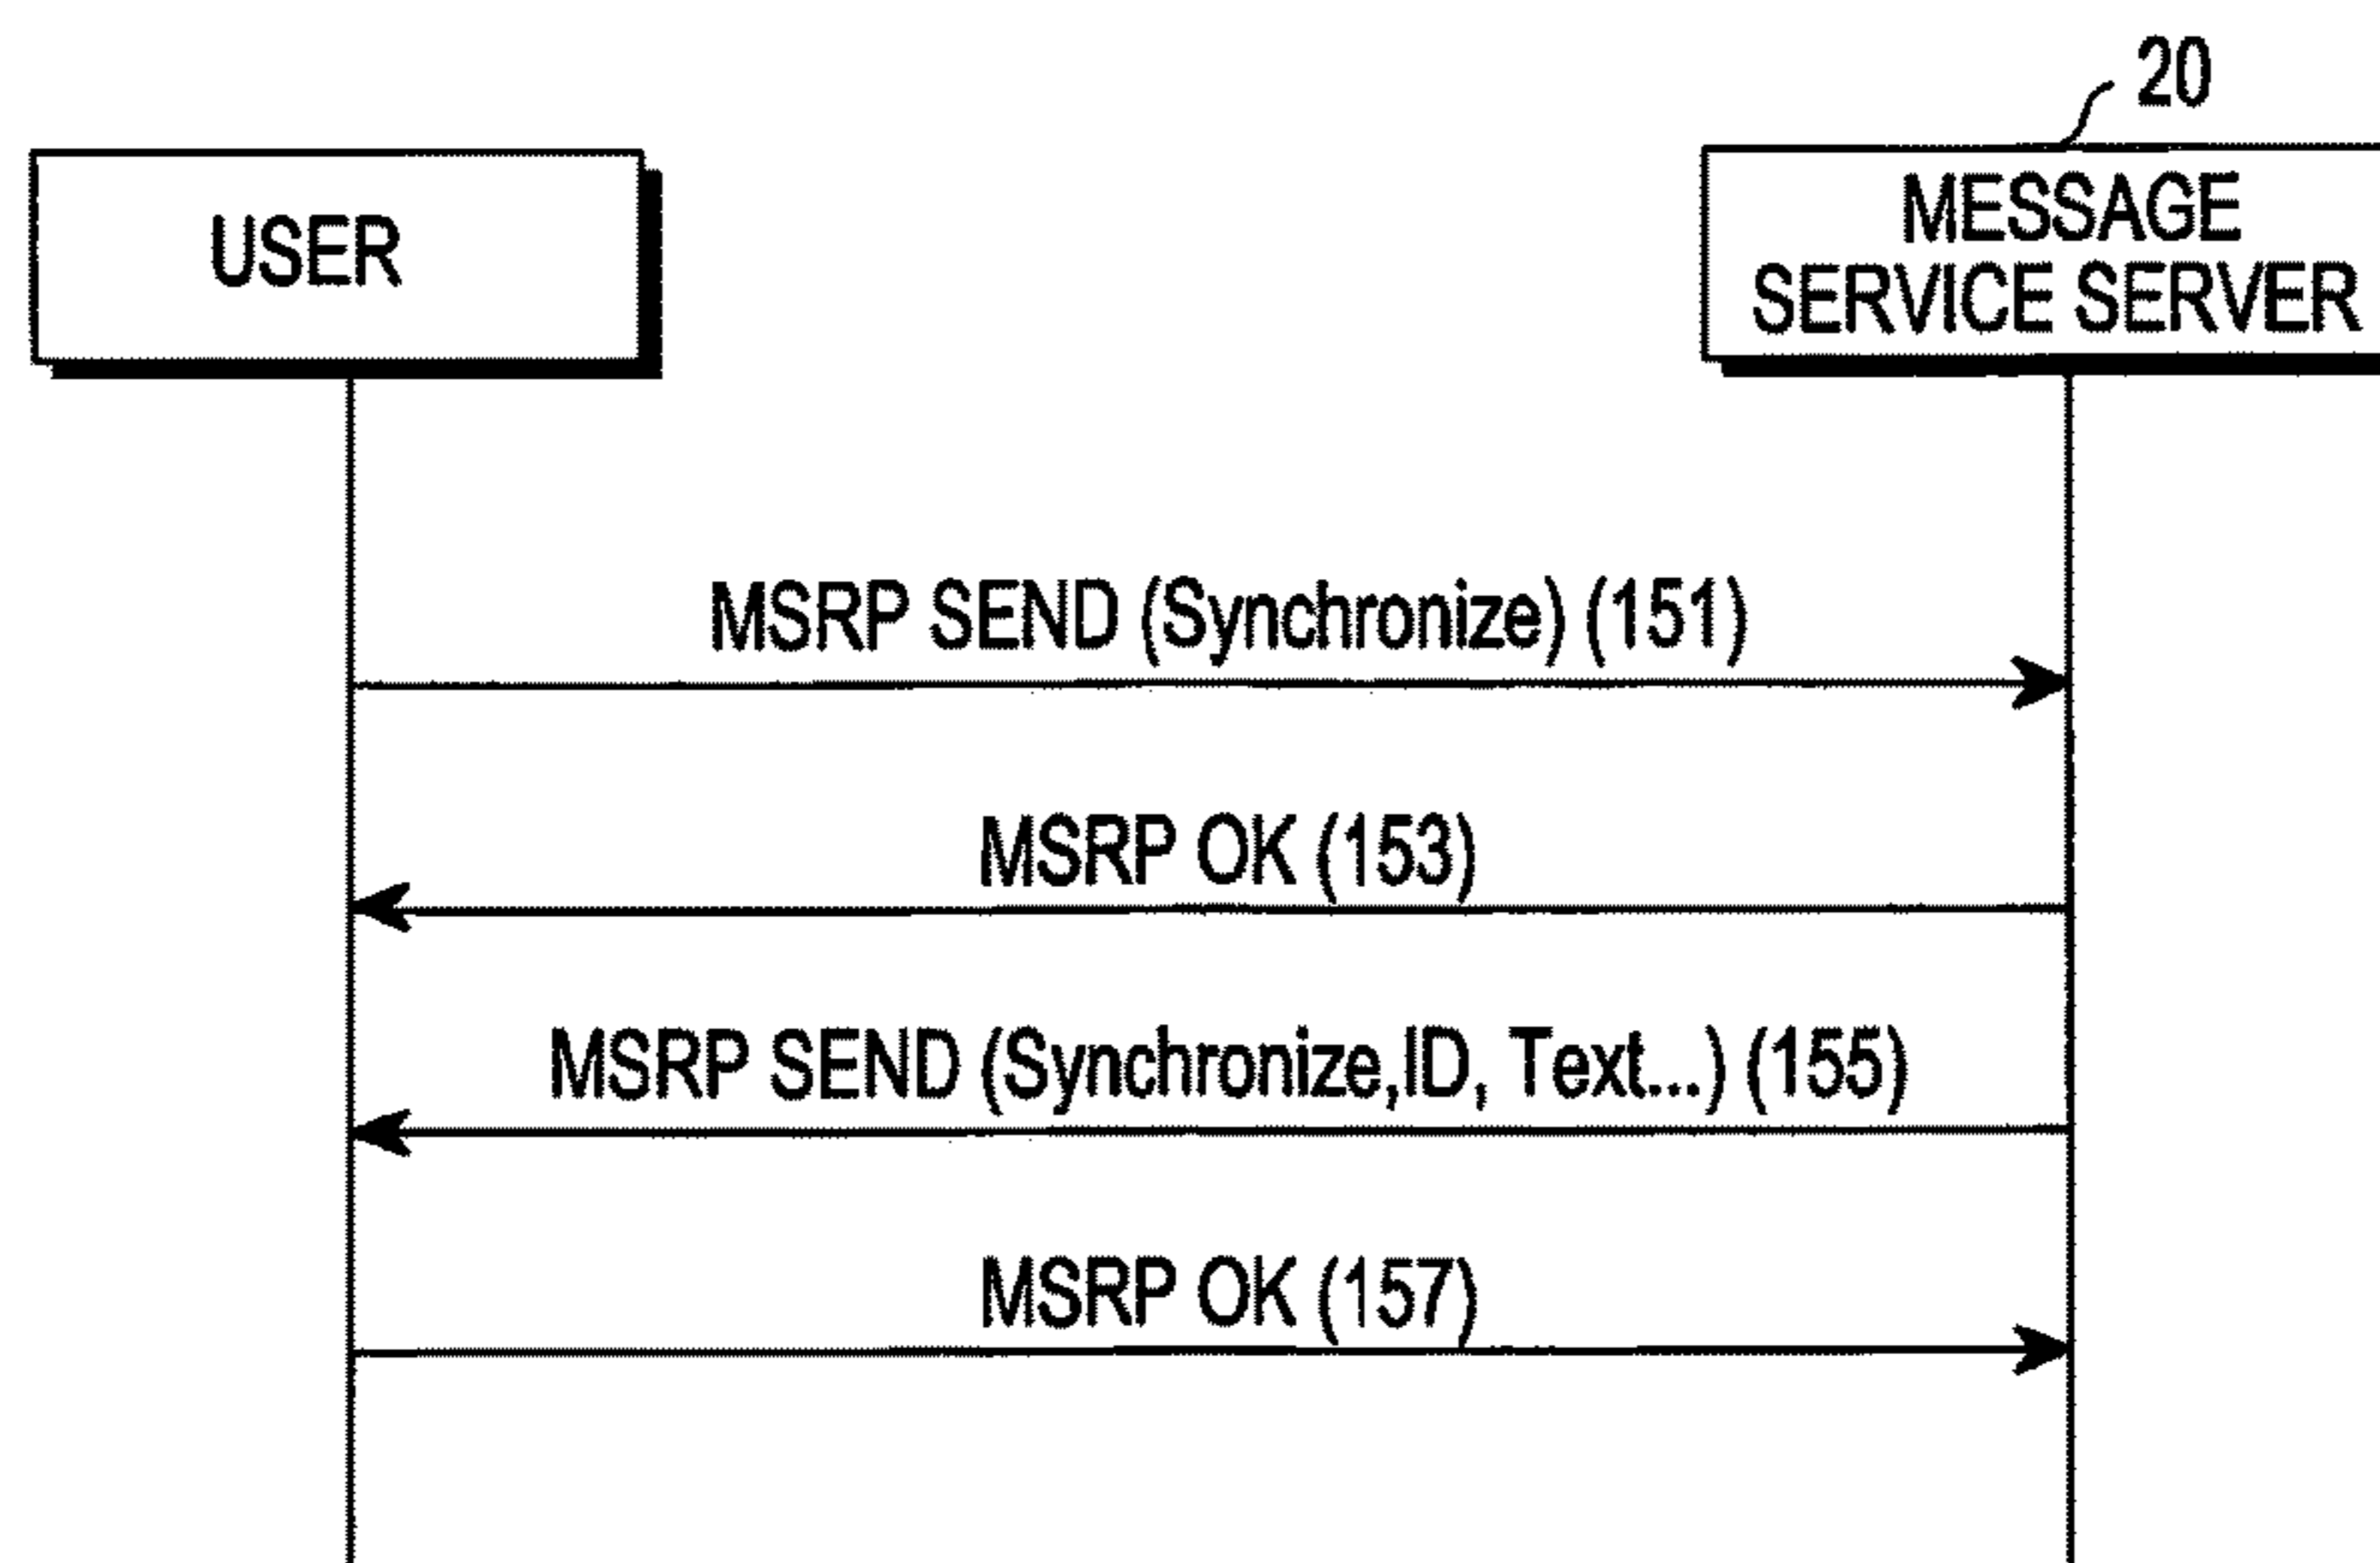 20
USER
MESSAGE
SERVICE SERVER
MSRP SEND (Synchronize) (151)
MSRP OK (153)
MSRP SEND (Synchronize,ID, Text...) (155)
MSRP OK (157)